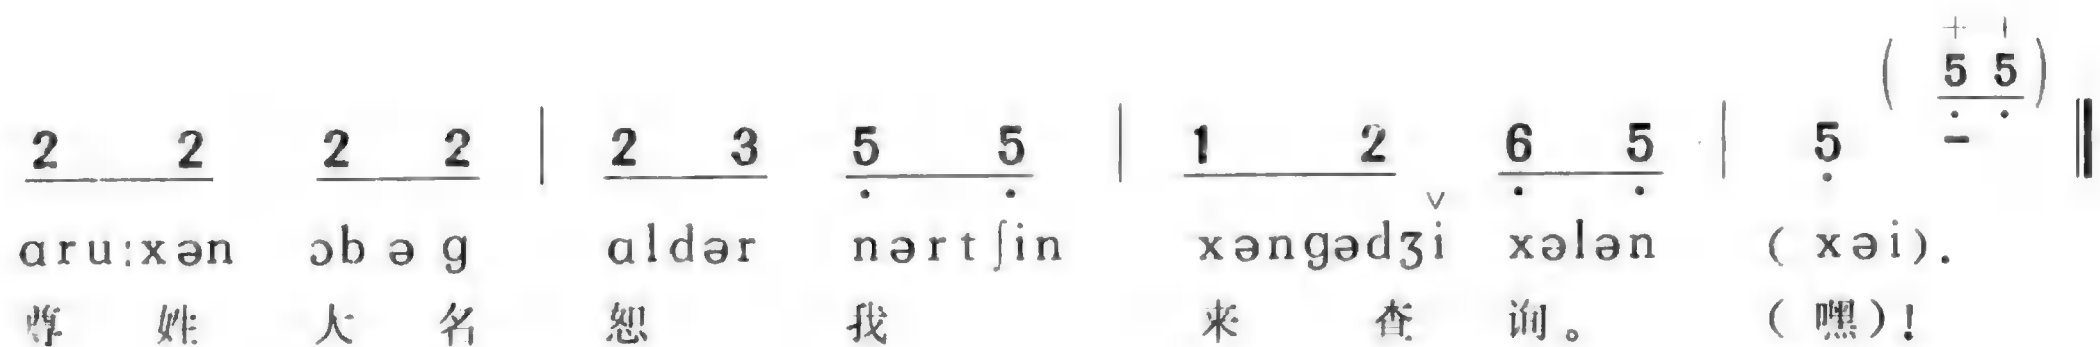 ( 5 5 )
2 2 2 2 | 2 3 5 5 | 1 2 6 5 | 5 ‖
ɑru:xən ɔbəg ɑldər nərtʃin xəngədʒi ∨ xələn ( xəi).
尊 姓 大 名 恕 我 来 查 询。 ( 嘿)!